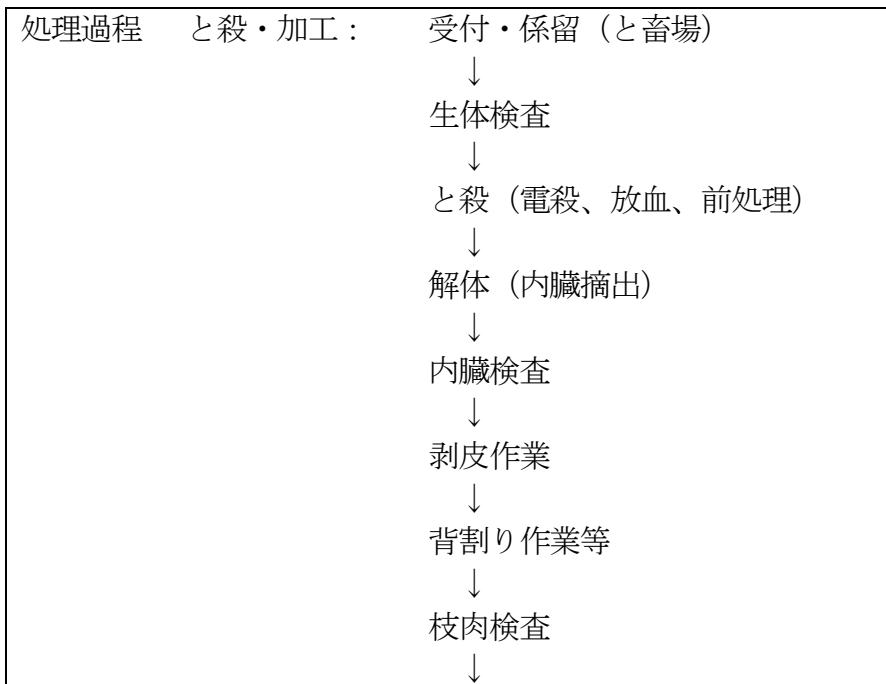 処理過程　と殺・加工：　受付・係留（と畜場）
↓
生体検査
↓
と殺（電殺、放血、前処理）
↓
解体（内臓摘出）
↓
内臓検査
↓
剥皮作業
↓
背割り作業等
↓
枝肉検査
↓